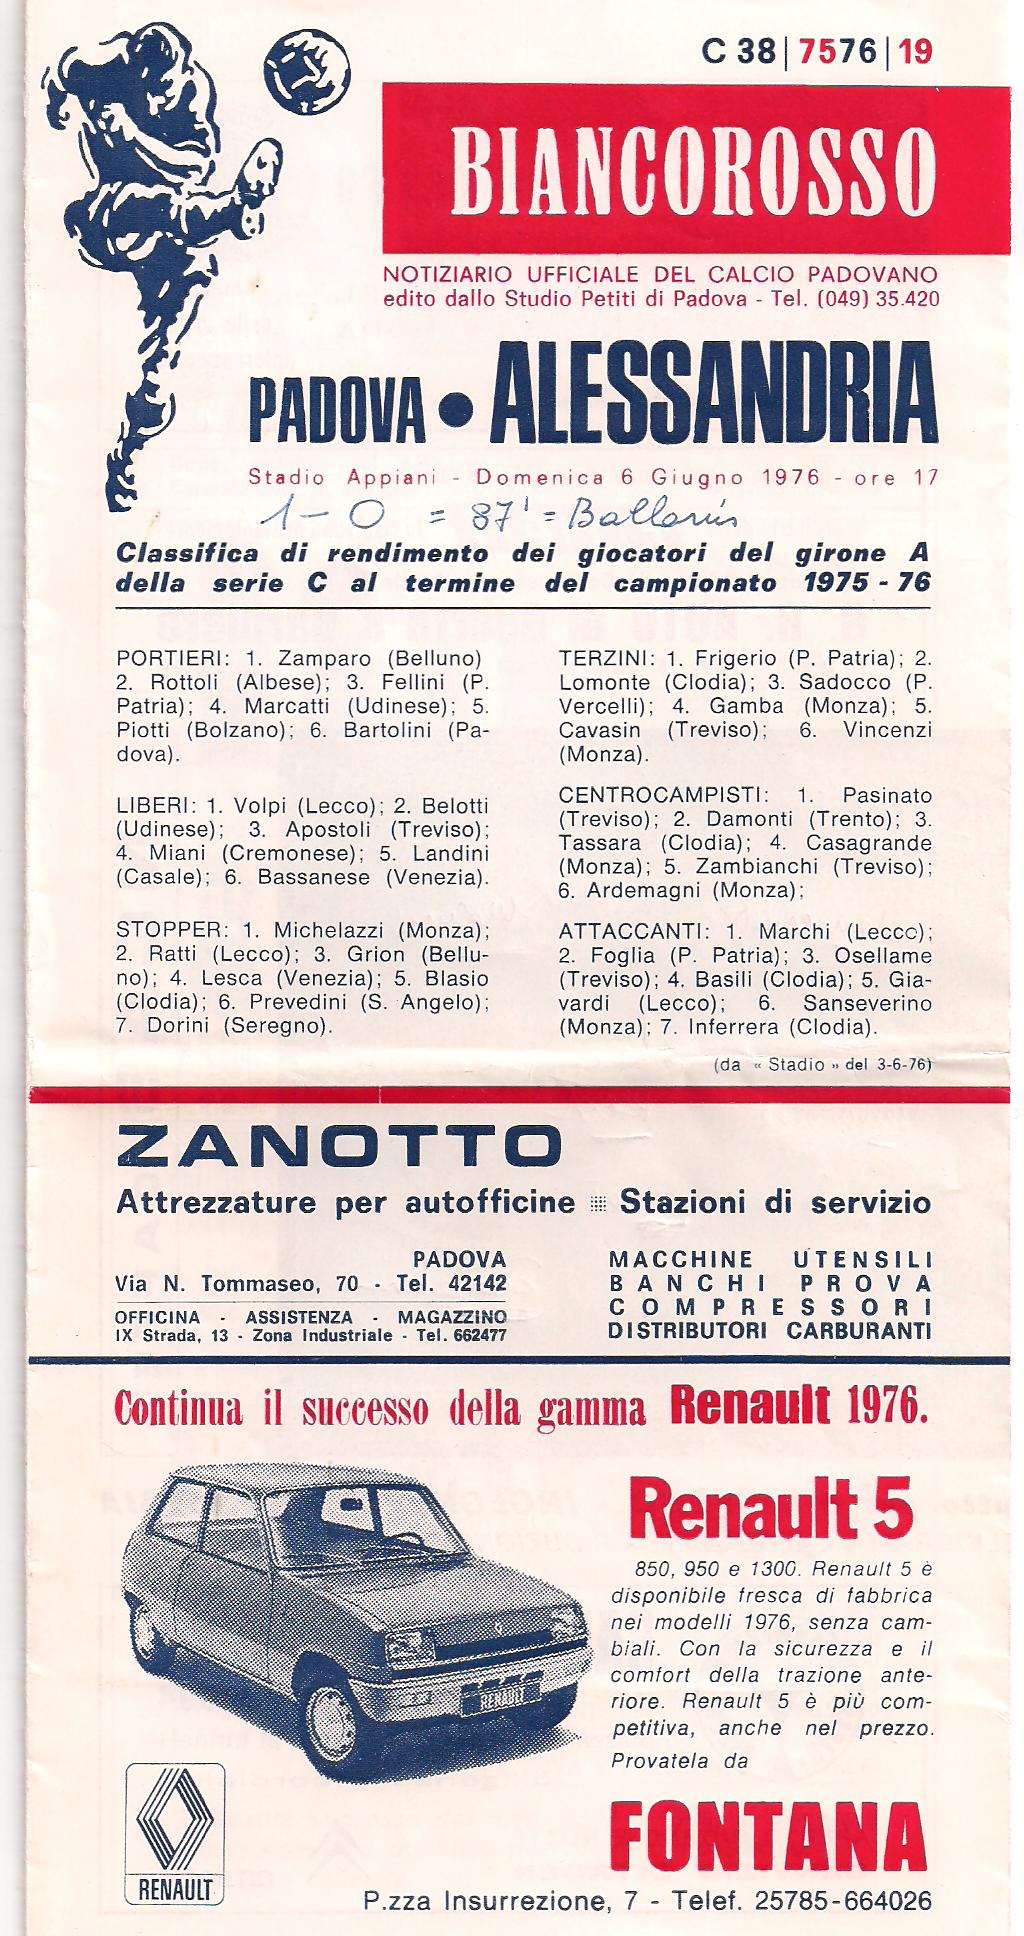 C 38 | 7576 | 19
BIANCOROSSO
NOTIZIARIO UFFICIALE DEL CALCIO PADOVANO
edito dallo Studio Petiti di Padova - Tel. (049) 35.420
PADOVA • ALESSANDRIA
Stadio Appiani - Domenica 6 Giugno 1976 - ore 17
1-0 = 87' = Ballarin
Classifica di rendimento dei giocatori del girone A
della serie C al termine del campionato 1975 - 76
PORTIERI: 1. Zamparo (Belluno)
2. Rottoli (Albese); 3. Fellini (P.
Patria); 4. Marcatti (Udinese); 5.
Piotti (Bolzano); 6. Bartolini (Pa-
dova).
LIBERI: 1. Volpi (Lecco); 2. Belotti
(Udinese); 3. Apostoli (Treviso);
4. Miani (Cremonese); 5. Landini
(Casale); 6. Bassanese (Venezia).
STOPPER: 1. Michelazzi (Monza);
2. Ratti (Lecco); 3. Grion (Bellu-
no); 4. Lesca (Venezia); 5. Blasio
(Clodia); 6. Prevedini (S. Angelo);
7. Dorini (Seregno).
TERZINI: 1. Frigerio (P. Patria); 2.
Lomonte (Clodia); 3. Sadocco (P.
Vercelli); 4. Gamba (Monza); 5.
Cavasin (Treviso); 6. Vincenzi
(Monza).
CENTROCAMPISTI: 1. Pasinato
(Treviso); 2. Damonti (Trento); 3.
Tassara (Clodia); 4. Casagrande
(Monza); 5. Zambianchi (Treviso);
6. Ardemagni (Monza);
ATTACCANTI: 1. Marchi (Lecco);
2. Foglia (P. Patria); 3. Osellame
(Treviso); 4. Basili (Clodia); 5. Gia-
vardi (Lecco); 6. Sanseverino
(Monza); 7. Inferrera (Clodia).
(da « Stadio » del 3-6-76)
ZANOTTO
Attrezzature per autofficine Stazioni di servizio
PADOVA
Via N. Tommaseo, 70 - Tel. 42142
OFFICINA - ASSISTENZA - MAGAZZINO
IX Strada, 13 - Zona Industriale - Tel. 662477
MACCHINE UTENSILI
BANCHI PROVA
COMPRESSORI
DISTRIBUTORI CARBURANTI
Continua il successo della gamma Renault 1976.
Renault 5
850, 950 e 1300. Renault 5 è
disponibile fresca di fabbrica
nei modelli 1976, senza cam-
biali. Con la sicurezza e il
comfort della trazione ante-
riore. Renault 5 è più com-
petitiva, anche nel prezzo.
Provatela da
RENAULT
RENAULT
FONTANA
P.zza Insurrezione, 7 - Telef. 25785-664026